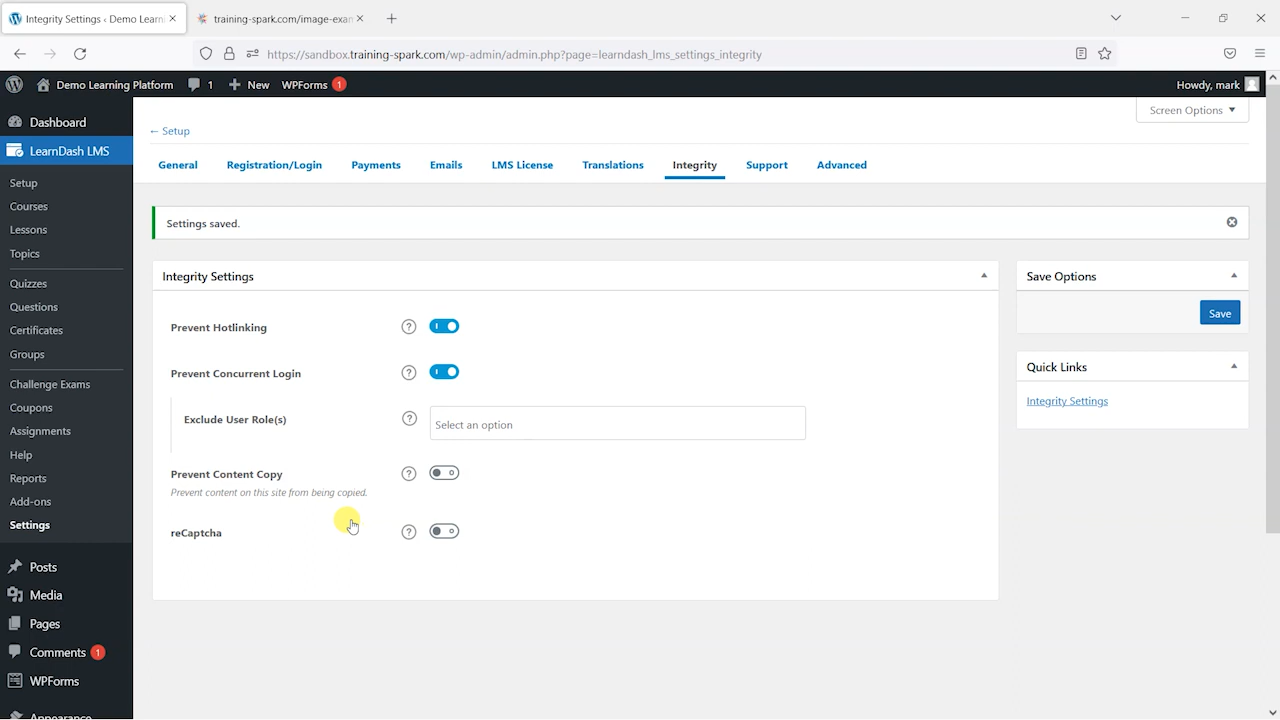 Integrity Settings ‹ Demo Learn
training-spark.com/image-exam
https://sandbox.training-spark.com/wp-admin/admin.php?page=learndash_lms_settings_integrity
Demo Learning Platform 1 New WPForms 1 Howdy, mark
Screen Options
Dashboard
LearnDash LMS
Setup
Courses
Lessons
Topics
Quizzes
Questions
Certificates
Groups
Challenge Exams
Coupons
Assignments
Help
Reports
Add-ons
Settings
Posts
Media
Pages
Comments 1
WPForms
Appearance
← Setup
General Registration/Login Payments Emails LMS License Translations Integrity Support Advanced
Settings saved.
Integrity Settings
Prevent Hotlinking ?
Prevent Concurrent Login ?
Exclude User Role(s) ? Select an option
Prevent Content Copy ?
Prevent content on this site from being copied.
reCaptcha ?
Save Options
Save
Quick Links
Integrity Settings